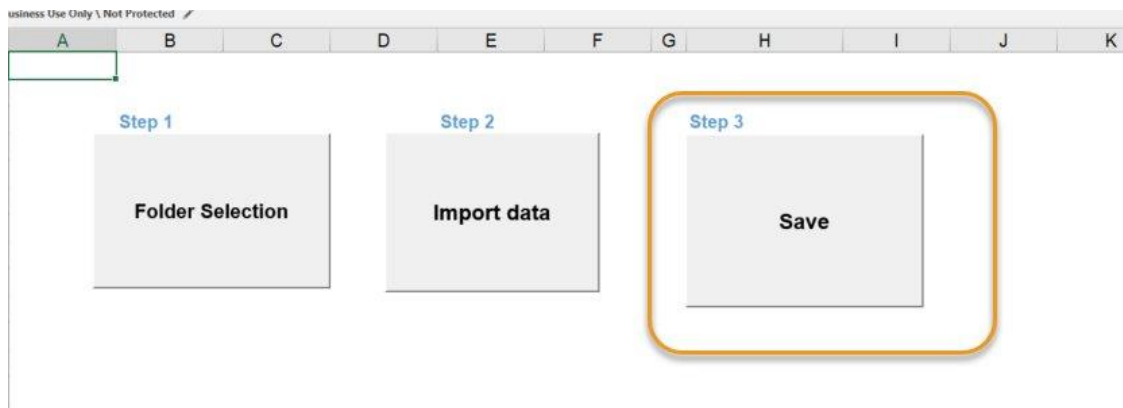 usiness Use Only \ Not Protected
A B C D E F G H I J K
Step 1 Step 2 Step 3
Folder Selection Import data Save